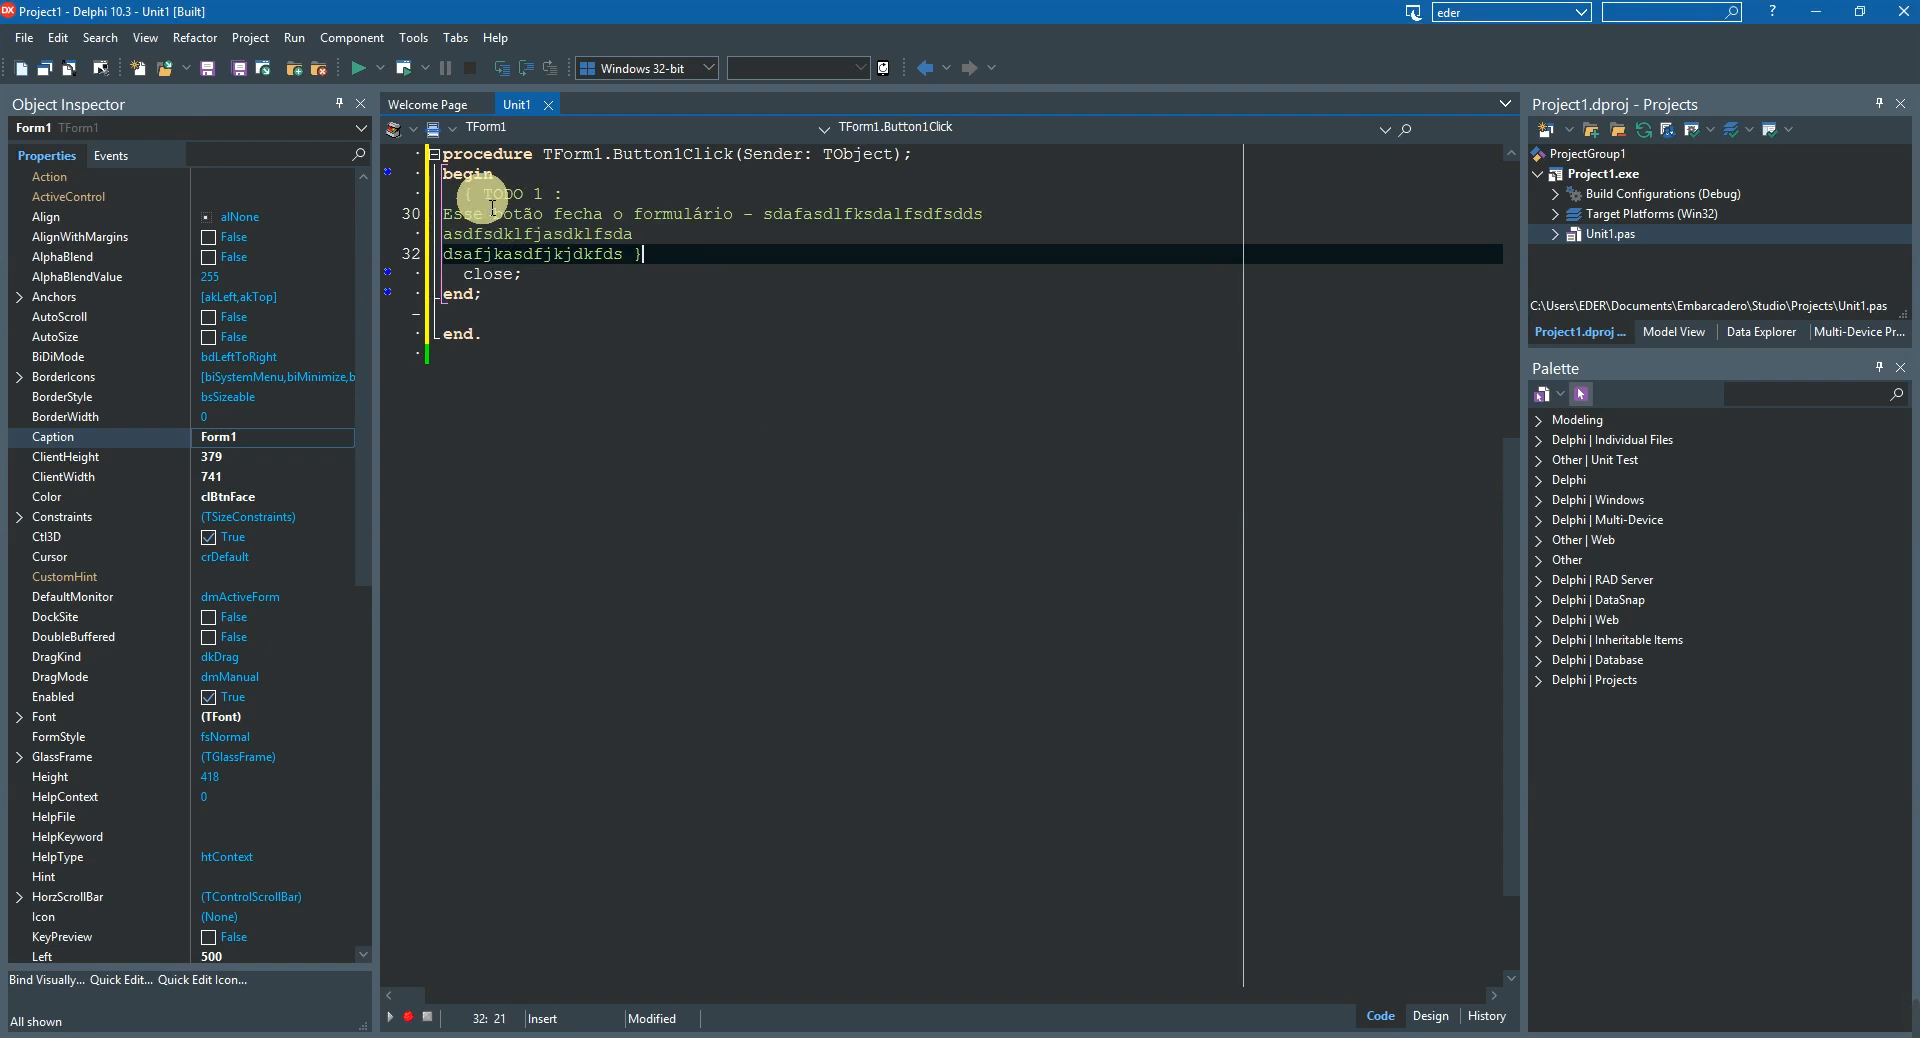 Project1 - Delphi 10.3 - Unit1 [Built]
eder
?
File Edit Search View Refactor Project Run Component Tools Tabs Help
Windows 32-bit
Object Inspector
Form1 TForm1
Properties Events
Action
ActiveControl
Align alNone
AlignWithMargins False
AlphaBlend False
AlphaBlendValue 255
Anchors [akLeft,akTop]
AutoScroll False
AutoSize False
BiDiMode bdLeftToRight
BorderIcons [biSystemMenu,biMinimize,b
BorderStyle bsSizeable
BorderWidth 0
Caption Form1
ClientHeight 379
ClientWidth 741
Color clBtnFace
Constraints (TSizeConstraints)
Ctl3D True
Cursor crDefault
CustomHint
DefaultMonitor dmActiveForm
DockSite False
DoubleBuffered False
DragKind dkDrag
DragMode dmManual
Enabled True
Font (TFont)
FormStyle fsNormal
GlassFrame (TGlassFrame)
Height 418
HelpContext 0
HelpFile
HelpKeyword
HelpType htContext
Hint
HorzScrollBar (TControlScrollBar)
Icon (None)
KeyPreview False
Left 500
Bind Visually... Quick Edit... Quick Edit Icon...
All shown
Welcome Page Unit1
TForm1 TForm1.Button1Click
procedure TForm1.Button1Click(Sender: TObject);
begin
{ TODO 1 :
30 Esse botão fecha o formulário - sdafasdlfksdalfsdfsdds
asdfsdklfjasdklfsda
32 dsafjkasdfjkjdkfds }
close;
end;
end.
32: 21 Insert Modified
Code Design History
Project1.dproj - Projects
ProjectGroup1
Project1.exe
Build Configurations (Debug)
Target Platforms (Win32)
Unit1.pas
C:\Users\EDER\Documents\Embarcadero\Studio\Projects\Unit1.pas
Project1.dproj ... Model View Data Explorer Multi-Device Pr...
Palette
Modeling
Delphi | Individual Files
Other | Unit Test
Delphi
Delphi | Windows
Delphi | Multi-Device
Other | Web
Other
Delphi | RAD Server
Delphi | DataSnap
Delphi | Web
Delphi | Inheritable Items
Delphi | Database
Delphi | Projects